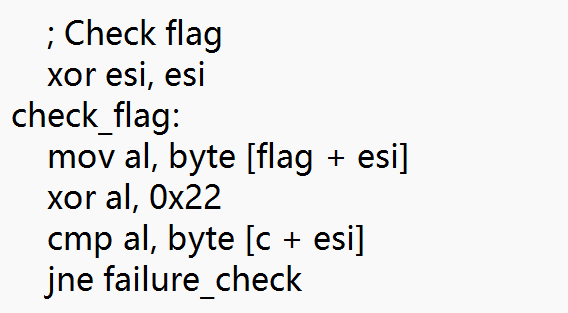 ; Check flag
xor esi, esi
check_flag:
mov al, byte [flag + esi]
xor al, 0x22
cmp al, byte [c + esi]
jne failure_check